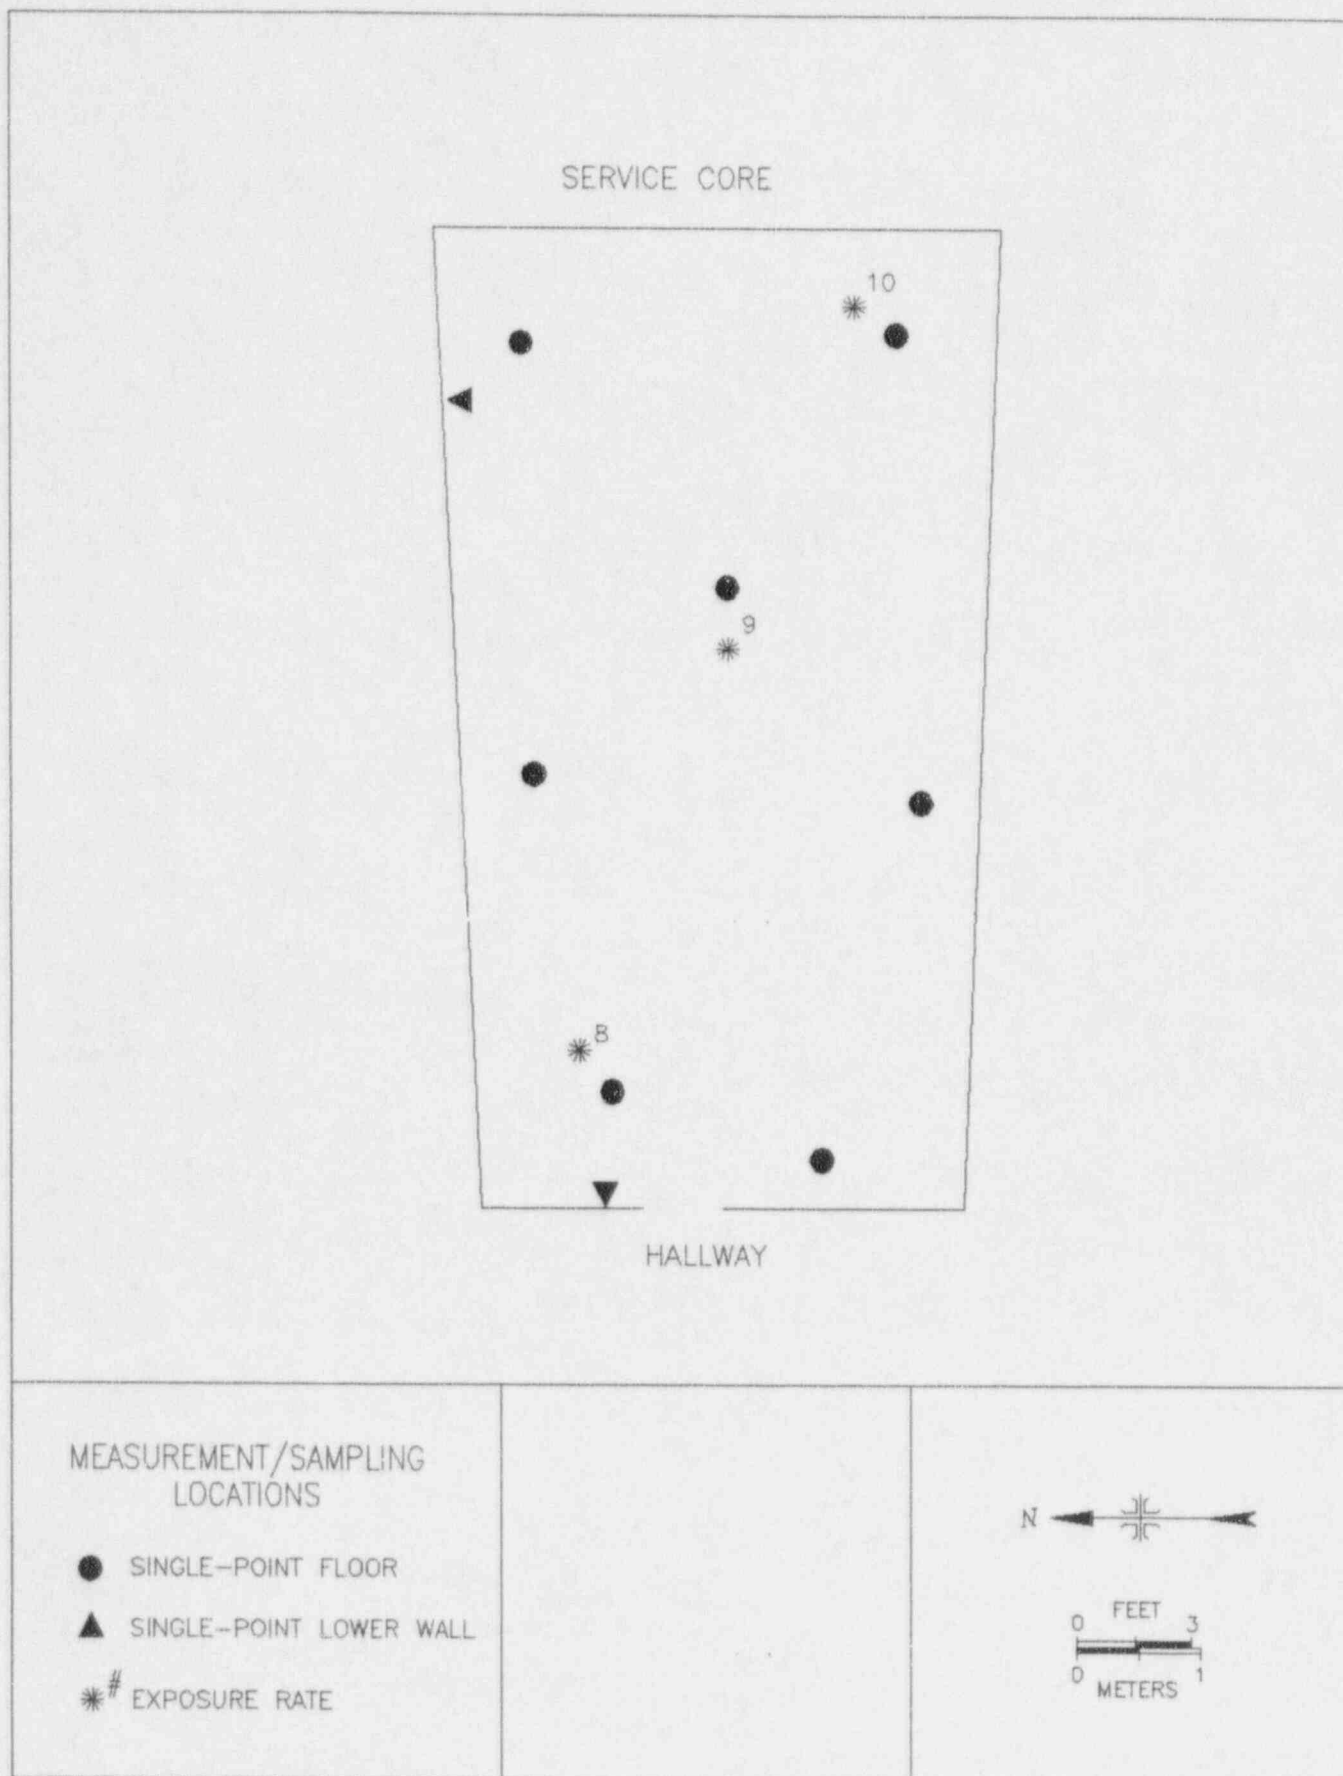 SERVICE CORE
10
9
8
HALLWAY
MEASUREMENT/SAMPLING
LOCATIONS
SINGLE-POINT FLOOR
SINGLE-POINT LOWER WALL
# EXPOSURE RATE
N
FEET
0 3
0 1
METERS